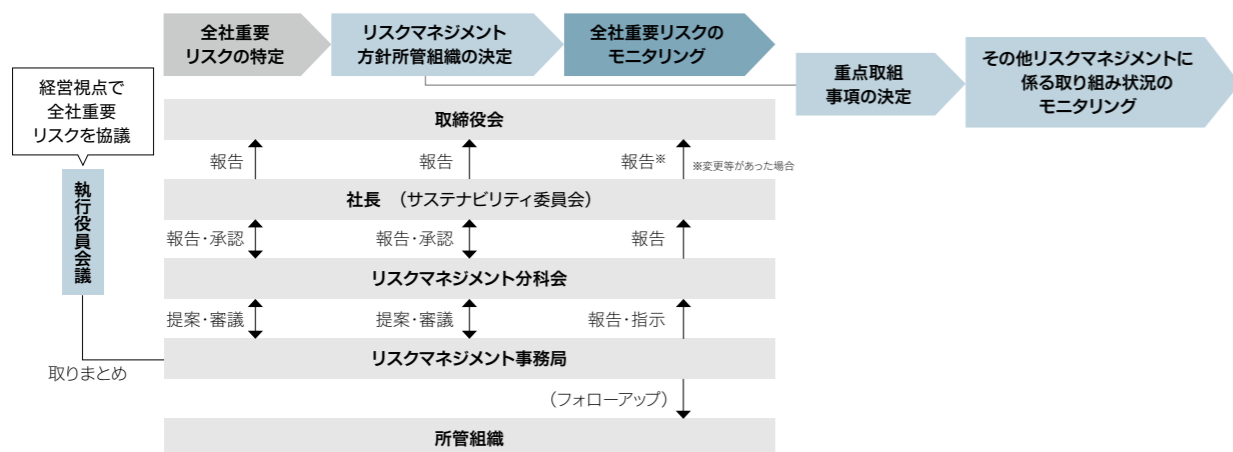 全社重要
リスクの特定
リスクマネジメント
方針所管組織の決定
全社重要リスクの
モニタリング
重点取組
事項の決定
その他リスクマネジメントに
係る取り組み状況の
モニタリング
経営視点で
全社重要
リスクを協議
執行役員会議
取りまとめ
取締役会
報告
報告
報告※
※変更等があった場合
社長　（サステナビリティ委員会）
報告・承認
報告・承認
報告
リスクマネジメント分科会
提案・審議
提案・審議
報告・指示
リスクマネジメント事務局
（フォローアップ）
所管組織